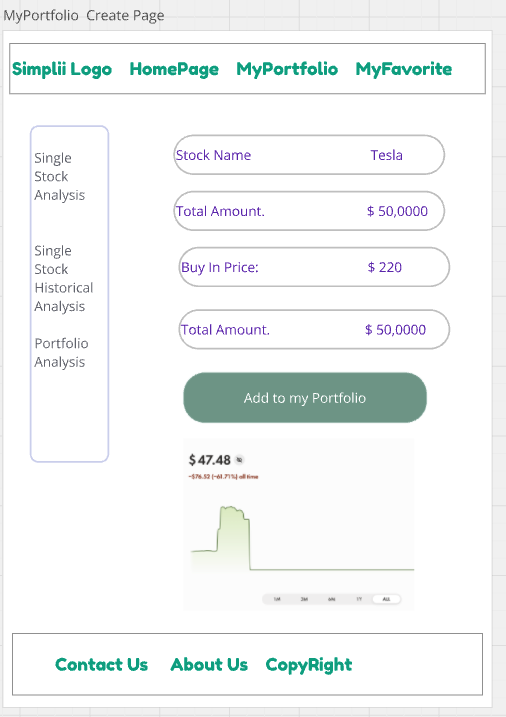 MyPortfolio Create Page
Simplii Logo HomePage MyPortfolio MyFavorite
Single
Stock
Analysis
Single
Stock
Historical
Analysis
Portfolio
Analysis
Stock Name Tesla
Total Amount. $ 50,0000
Buy In Price: $ 220
Total Amount. $ 50,0000
Add to my Portfolio
$47.48
-$76.52 (-61.71%) all time
1M 3M 6M 1Y ALL
Contact Us About Us CopyRight